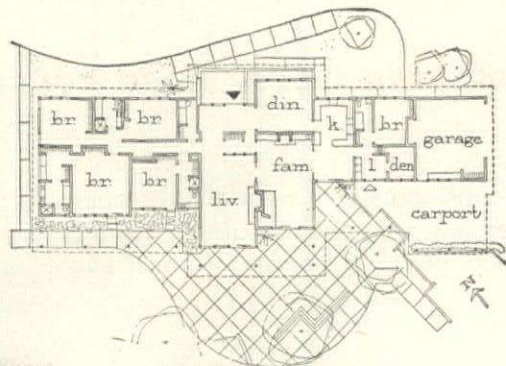 din.
br. br. k br garage
br. br. liv. fam l den
carport
N